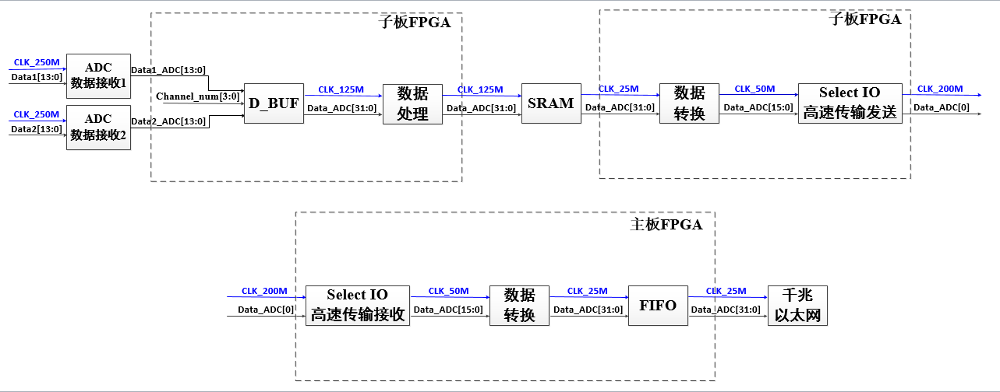 子板FPGA
子板FPGA
CLK_250M
Data1[13:0]
ADC
数据接收1
Data1_ADC[13:0]
Channel_num[3:0]
CLK_250M
Data2[13:0]
ADC
数据接收2
Data2_ADC[13:0]
D_BUF
CLK_125M
Data_ADC[31:0]
数据
处理
CLK_125M
Data_ADC[31:0]
SRAM
CLK_25M
Data_ADC[31:0]
数据
转换
CLK_50M
Data_ADC[15:0]
Select IO
高速传输发送
CLK_200M
Data_ADC[0]
主板FPGA
CLK_200M
Data_ADC[0]
Select IO
高速传输接收
CLK_50M
Data_ADC[15:0]
数据
转换
CLK_25M
Data_ADC[31:0]
FIFO
CLK_25M
Data_ADC[31:0]
千兆
以太网